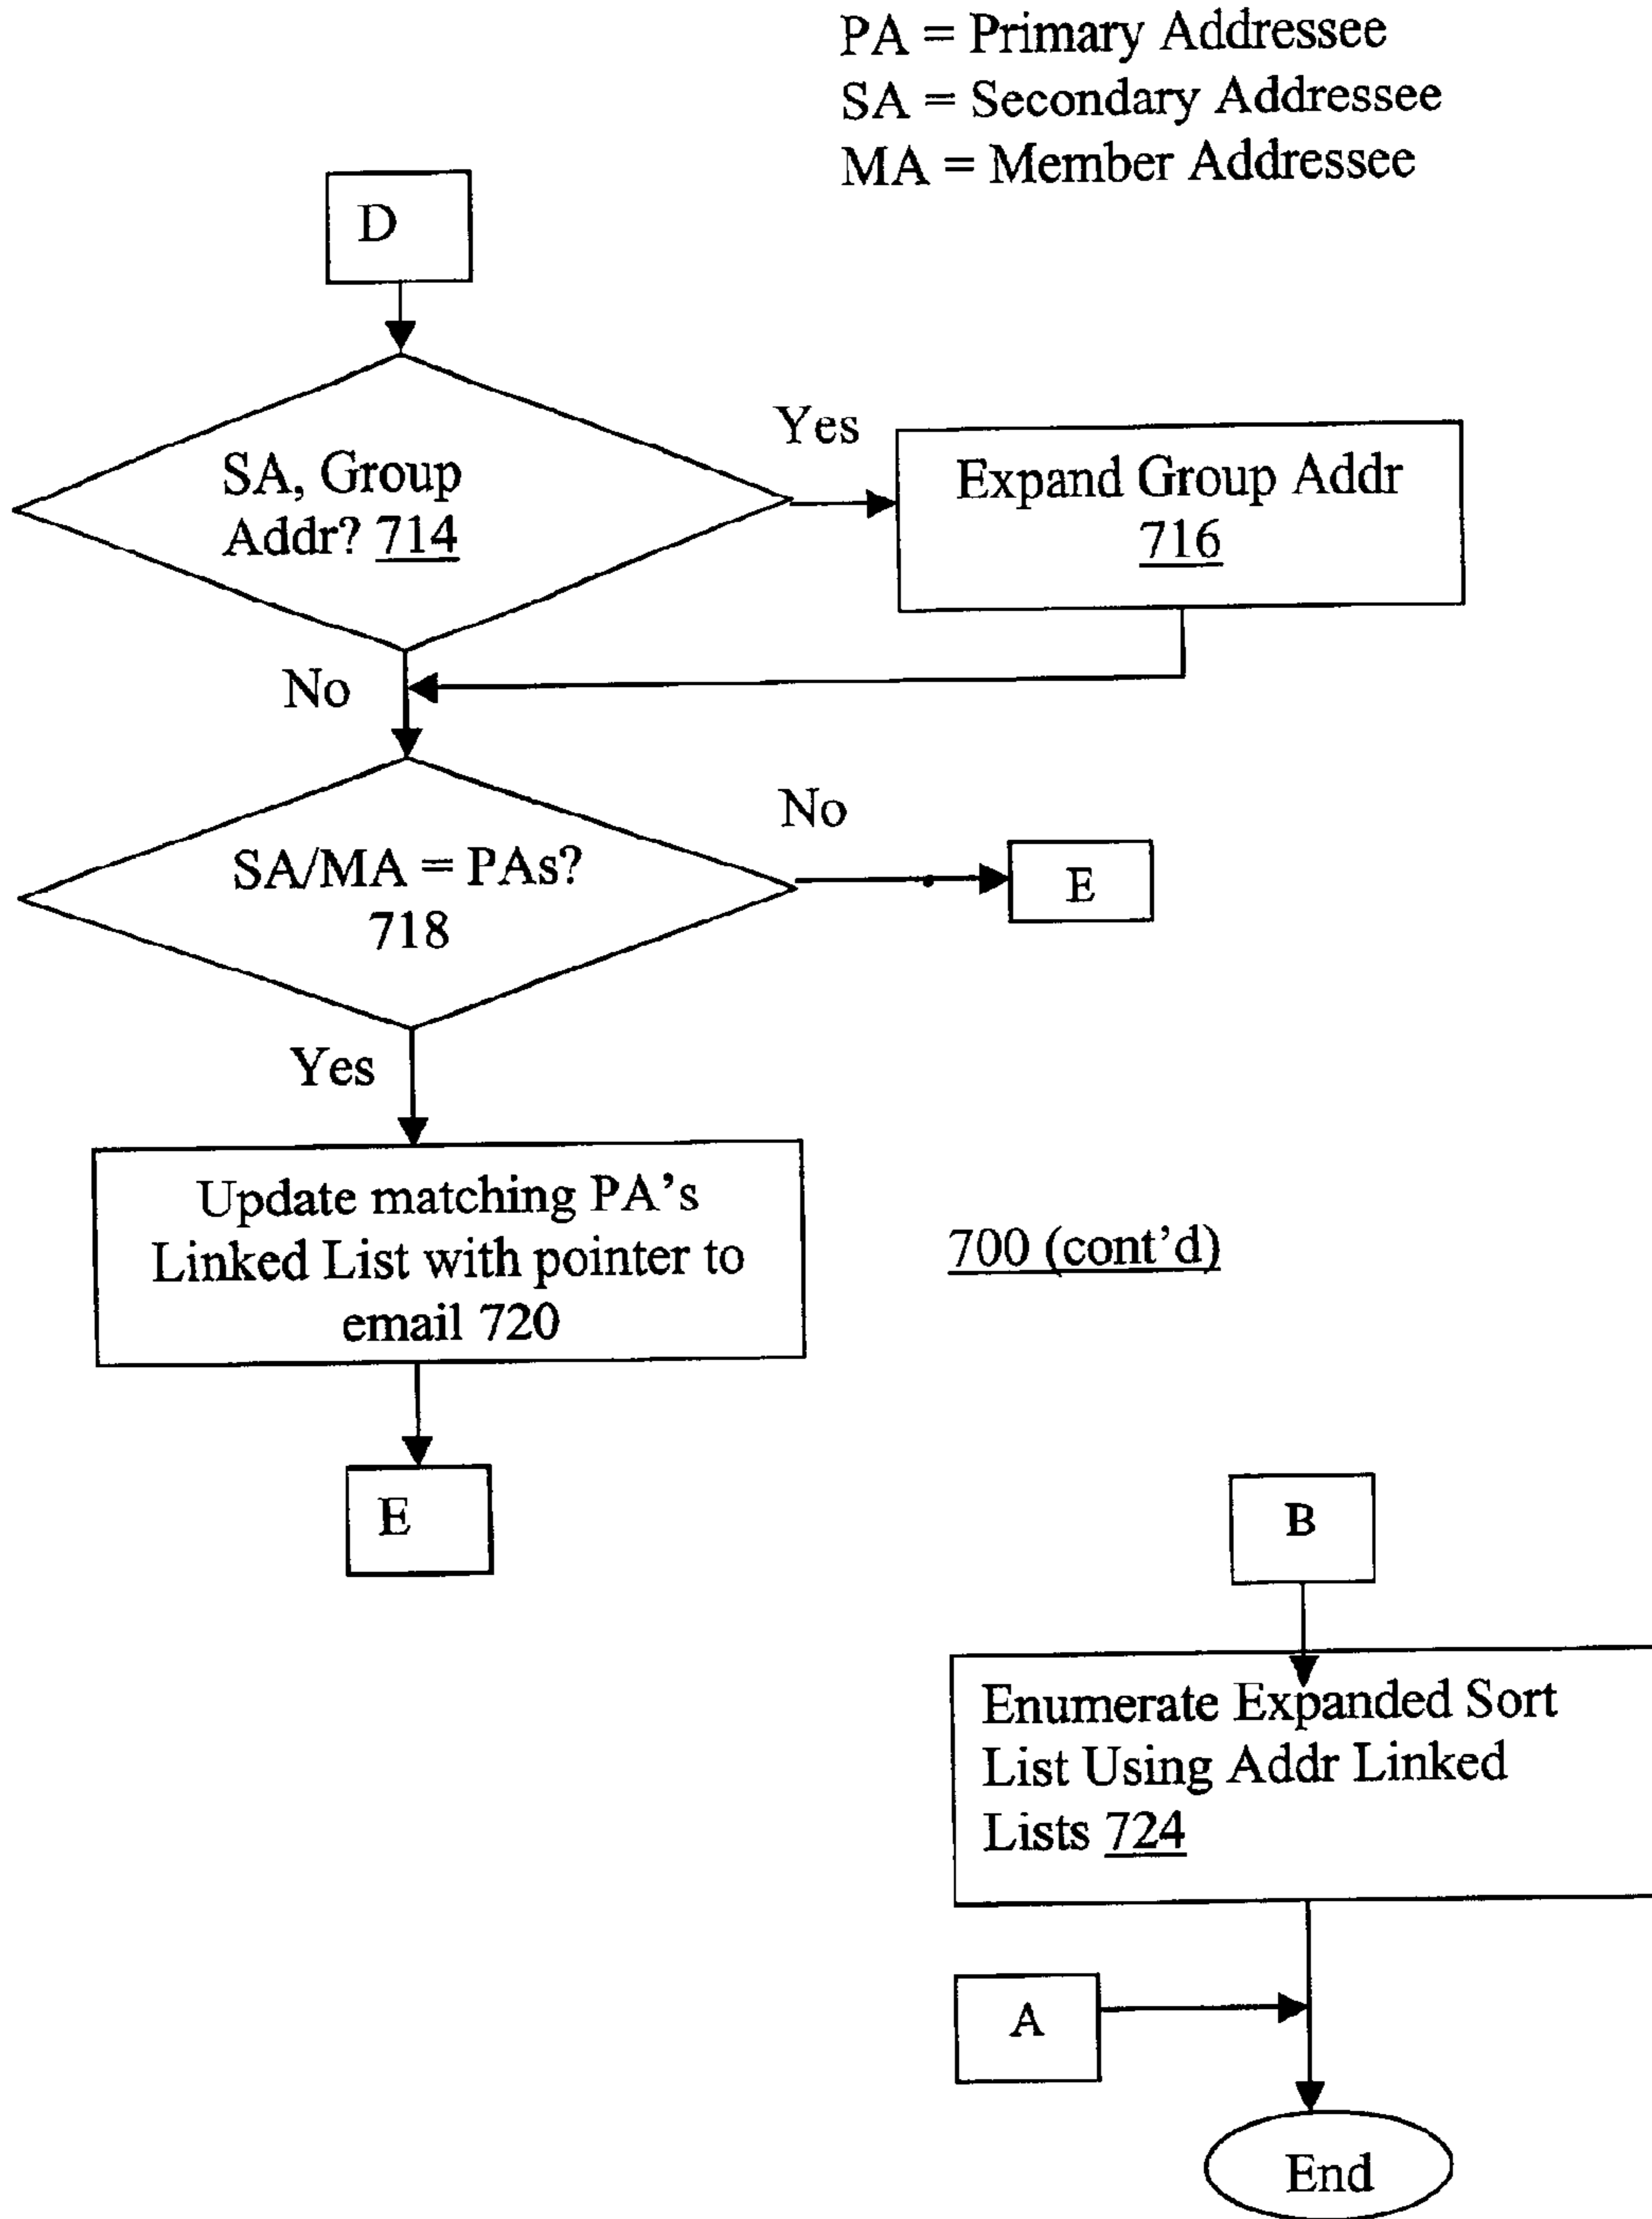 PA = Primary Addressee
SA = Secondary Addressee
MA = Member Addressee
D
SA, Group
Addr? 714
Yes
Expand Group Addr
716
No
SA/MA = PAs?
718
No
E
Yes
Update matching PA's
Linked List with pointer to
email 720
700 (cont'd)
E
B
Enumerate Expanded Sort
List Using Addr Linked
Lists 724
A
End